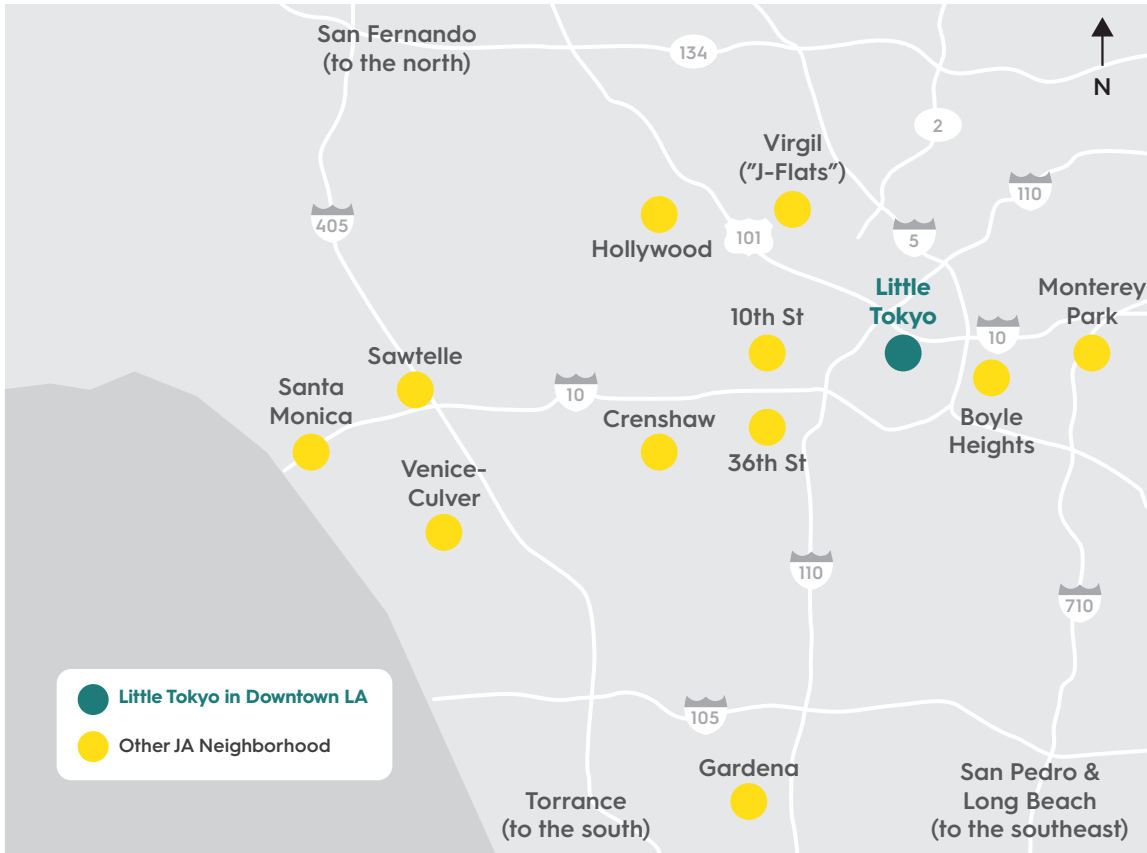 San Fernando
(to the north)
134
N
2
Virgil
("J-Flats")
110
405
Hollywood
101
5
Little
Tokyo
Monterey
Park
10th St
10
Sawtelle
Santa
Monica
10
Crenshaw
36th St
Boyle
Heights
Venice-
Culver
110
710
Little Tokyo in Downtown LA
Other JA Neighborhood
105
Gardena
Torrance
(to the south)
San Pedro &
Long Beach
(to the southeast)